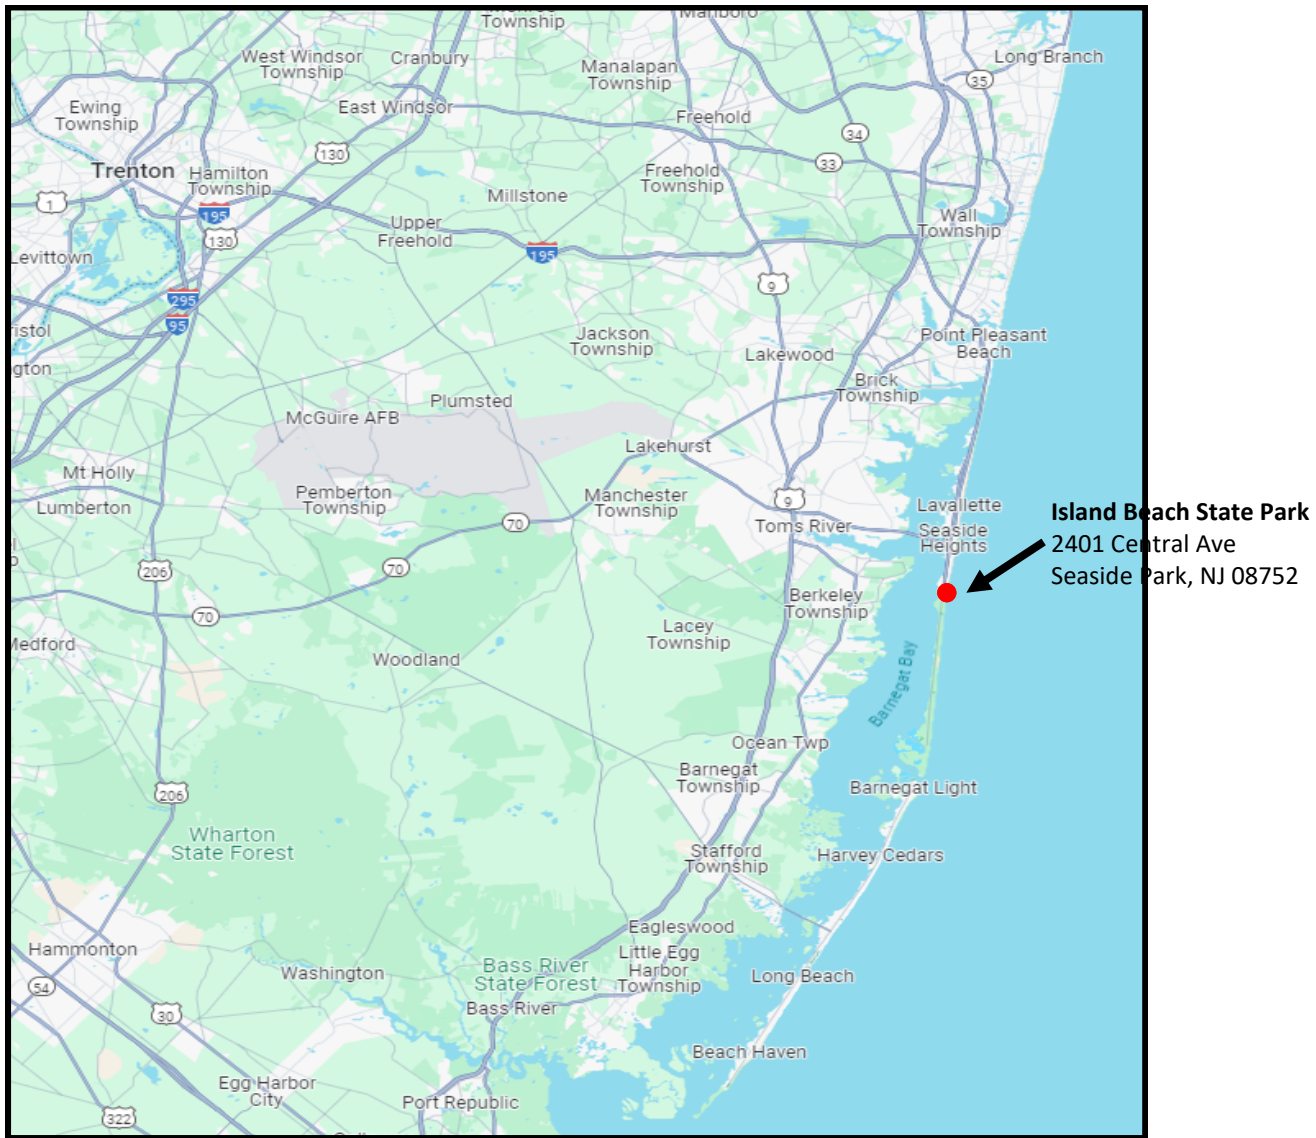 Monroe
Township
Marlboro
West Windsor
Township
Cranbury
Manalapan
Township
Long Branch
35
Ewing
Township
East Windsor
Freehold
34
130
33
Trenton
Hamilton
Township
Freehold
Township
Millstone
1
195
130
Upper
Freehold
Wall
Township
195
Levittown
9
295
95
Jackson
Township
Point Pleasant
Beach
Lakewood
Brick
Township
Plumsted
McGuire AFB
Lakehurst
Mt Holly
Lumberton
Pemberton
Township
Manchester
Township
9
Lavallette
70
Toms River
Seaside
Heights
Island Beach State Park
2401 Central Ave
Seaside Park, NJ 08752
206
70
Berkeley
Township
70
Medford
Lacey
Township
Woodland
Barnegat Bay
Ocean Twp
Barnegat
Township
Barnegat Light
206
Wharton
State Forest
Stafford
Township
Harvey Cedars
Eagleswood
Hammonton
Little Egg
Harbor
Township
Washington
Bass River
State Forest
Long Beach
54
30
Bass River
Beach Haven
Egg Harbor
City
Port Republic
322